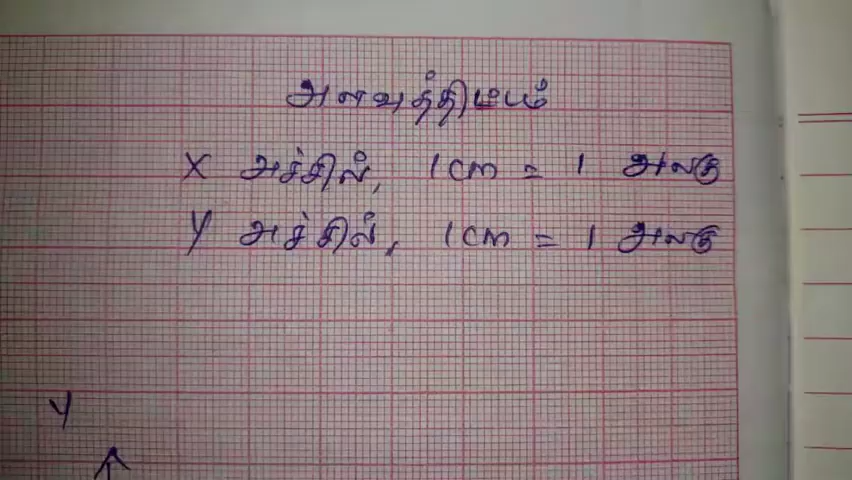 அளவுத்திட்டம்
X அச்சில், 1cm = 1 அலகு
Y அச்சில், 1cm = 1 அலகு
Y